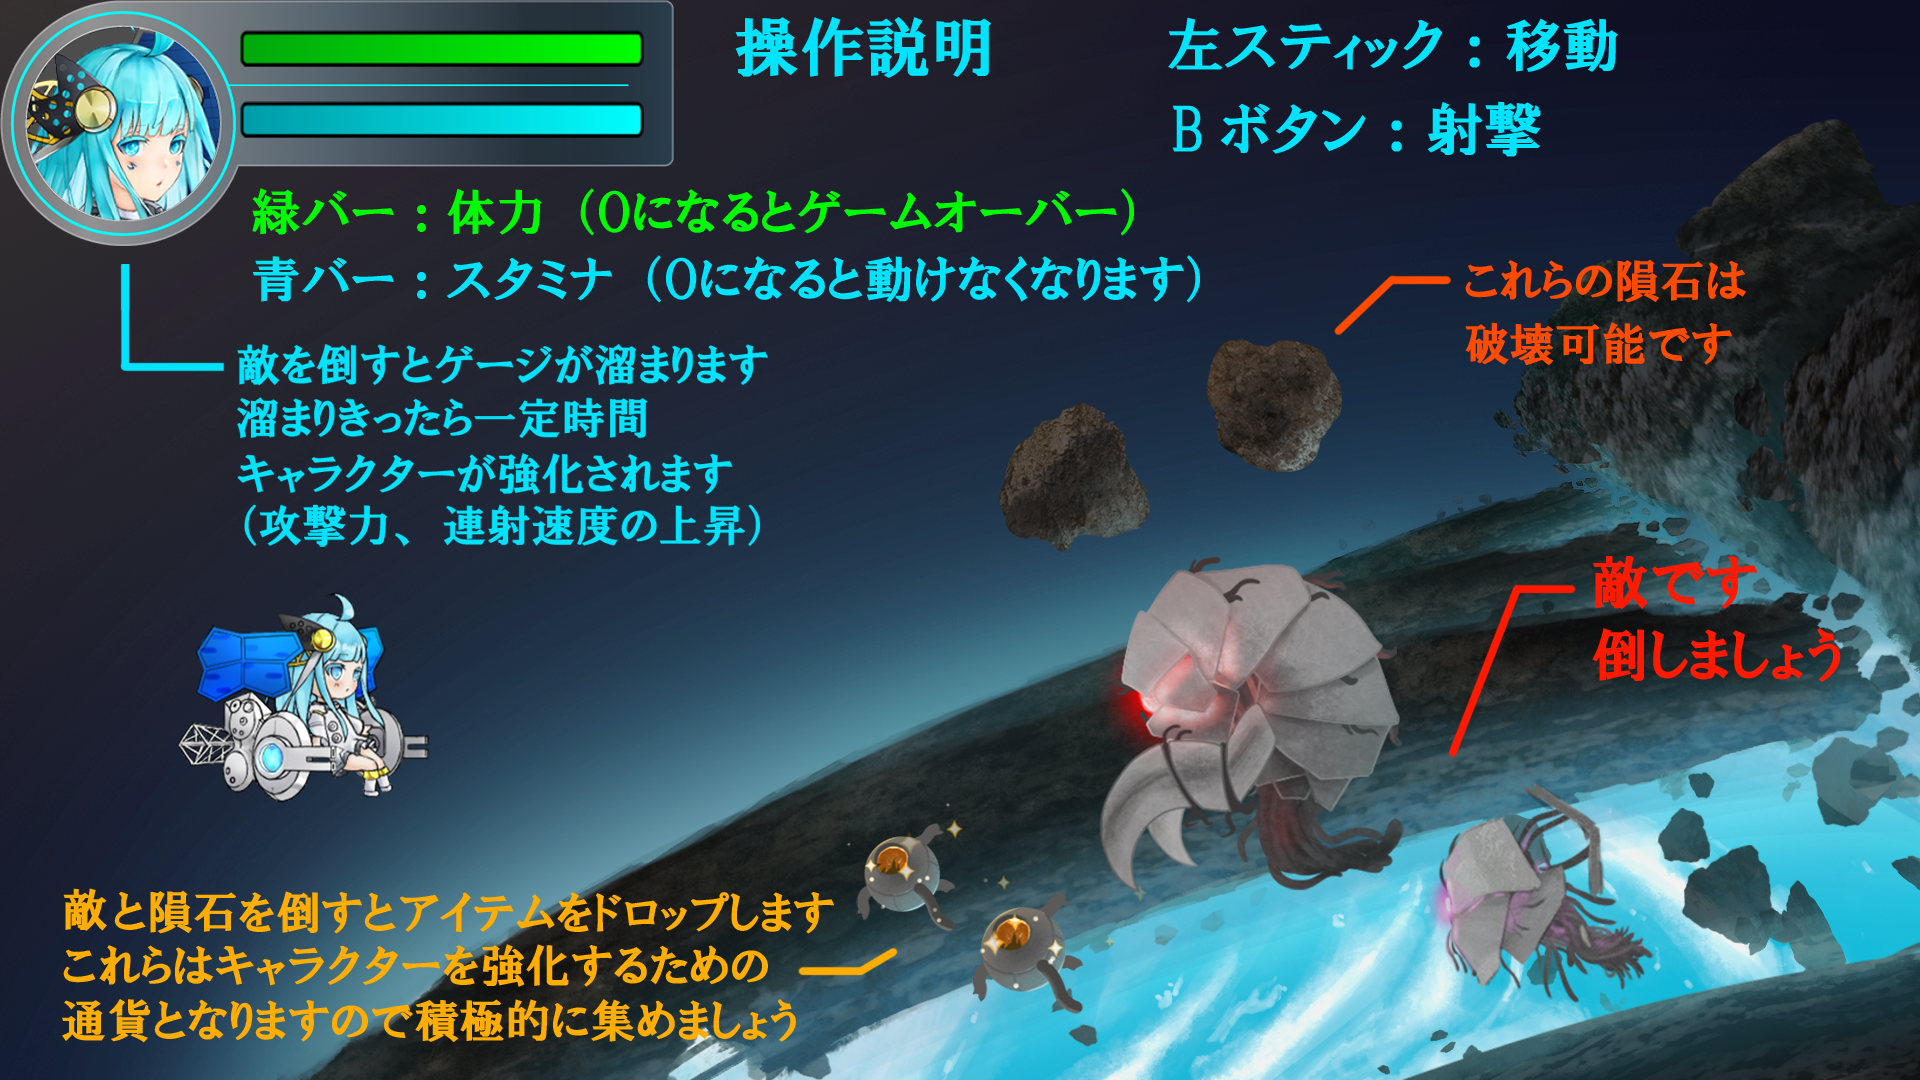 操作説明
左スティック：移動
Bボタン：射撃
緑バー：体力（0になるとゲームオーバー）
青バー：スタミナ（0になると動けなくなります）
敵を倒すとゲージが溜まります
溜まりきったら一定時間
キャラクターが強化されます
（攻撃力、連射速度の上昇）
これらの隕石は
破壊可能です
敵です
倒しましょう
敵と隕石を倒すとアイテムをドロップします
これらはキャラクターを強化するための
通貨となりますので積極的に集めましょう